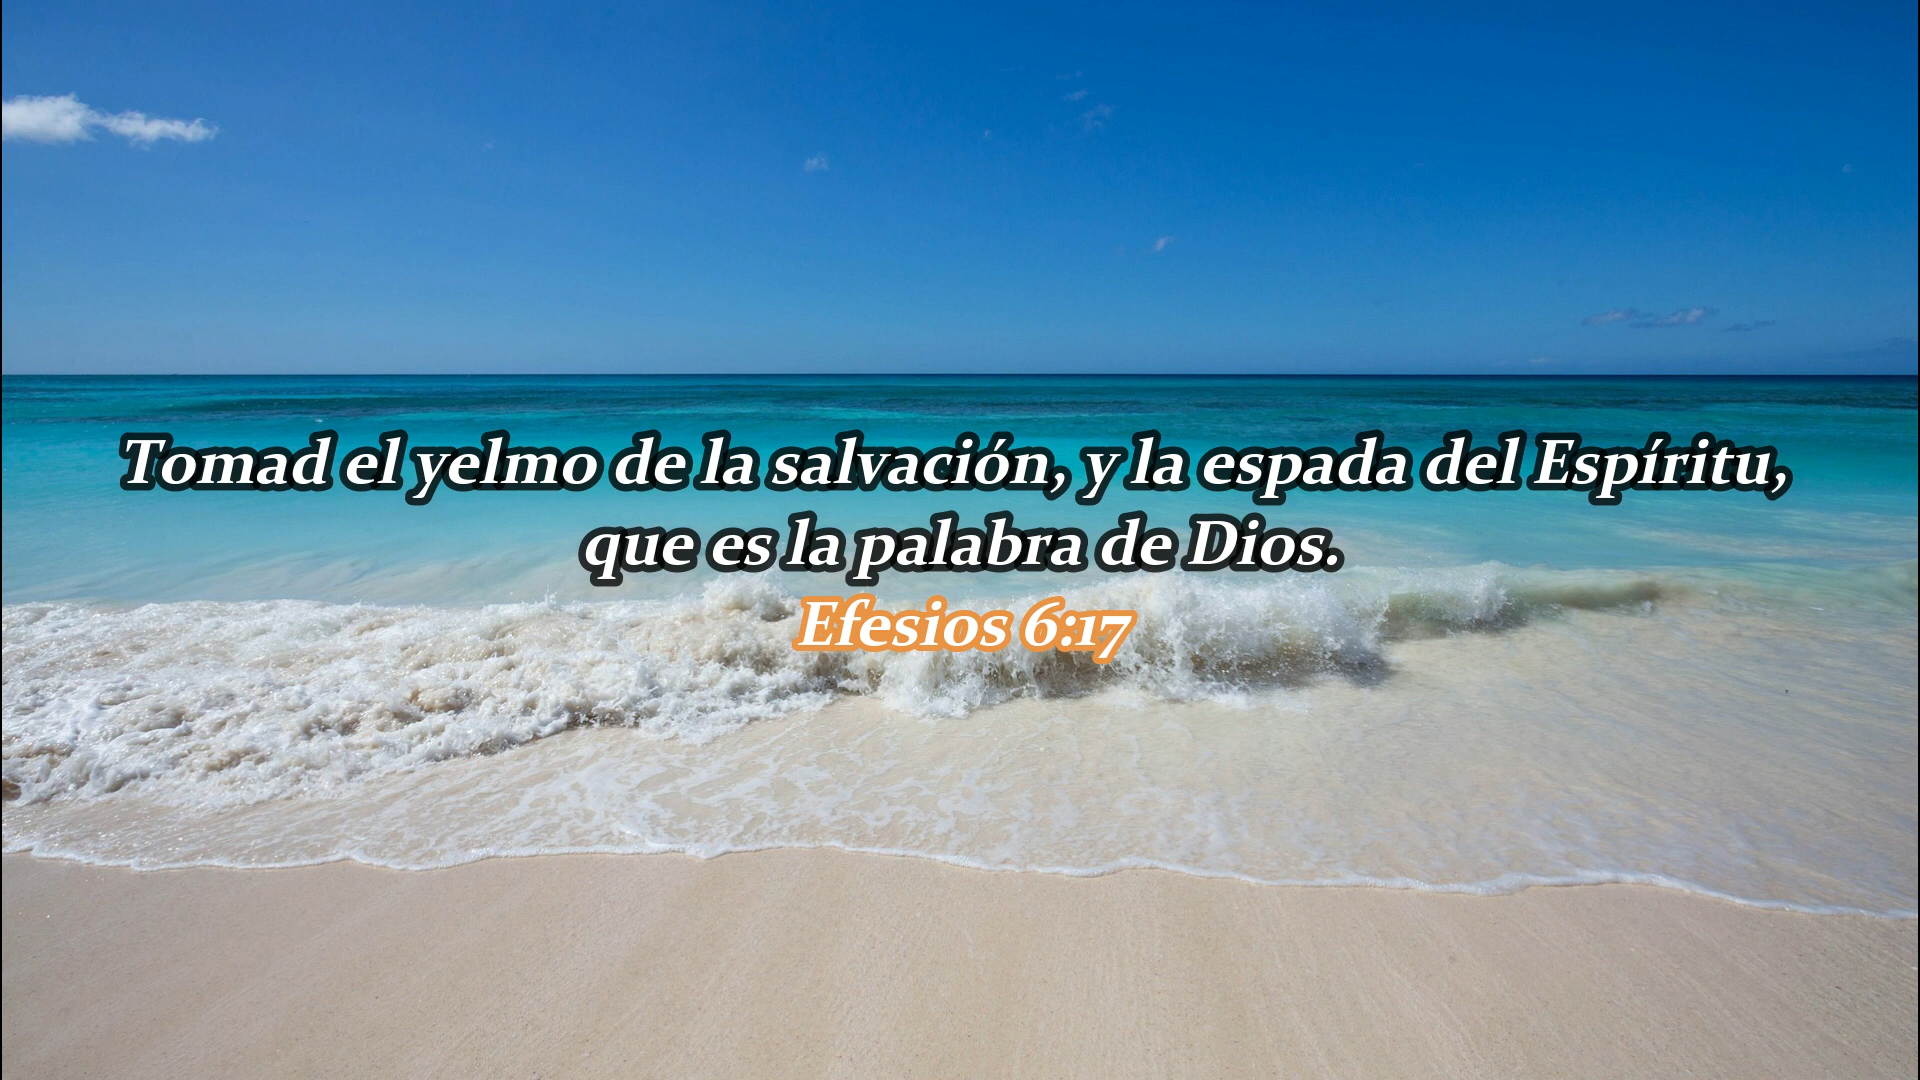 Tomad el yelmo de la salvación, y la espada del Espíritu,
que es la palabra de Dios.
Efesios 6:17